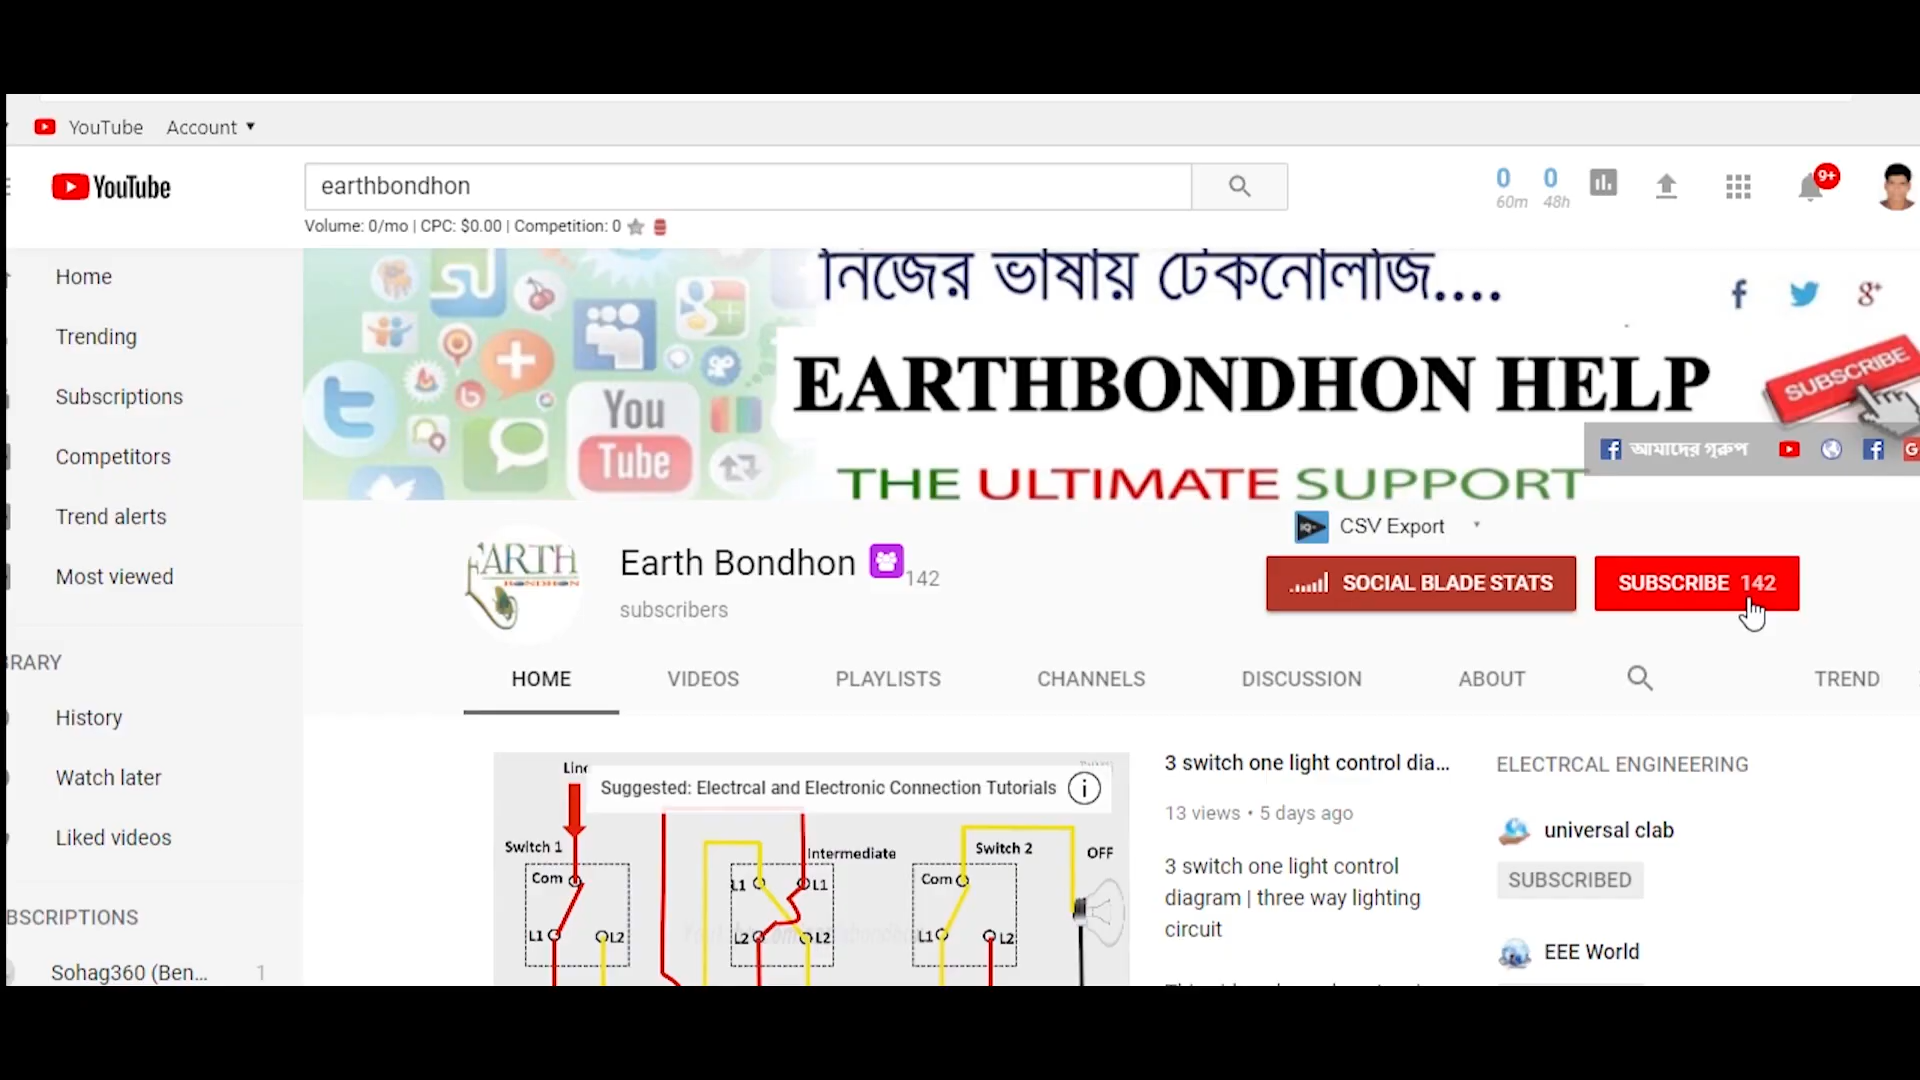 YouTube Account
YouTube
earthbondhon
0 60m 0 48h
9+
Volume: 0/mo | CPC: $0.00 | Competition: 0
Home
Trending
Subscriptions
Competitors
Trend alerts
Most viewed
History
Watch later
Liked videos
Sohag360 (Ben... 1
নিজের ভাষায় টেকনোলজি....
You
Tube
EARTHBONDHON HELP
SUBSCRIBE
THE ULTIMATE SUPPORT
আমাদের গ্রুপ
CSV Export
EARTH
BONDHON
Earth Bondhon 142
subscribers
SOCIAL BLADE STATS
SUBSCRIBE 142
HOME VIDEOS PLAYLISTS CHANNELS DISCUSSION ABOUT TREND
Line
Suggested: Electrcal and Electronic Connection Tutorials
Switch 1
Intermediate
Switch 2
OFF
Com
L1 L1
Com
L1 L2
L2 L2
L1 L2
3 switch one light control dia...
13 views • 5 days ago
3 switch one light control
diagram | three way lighting
circuit
ELECTRCAL ENGINEERING
universal clab
SUBSCRIBED
EEE World